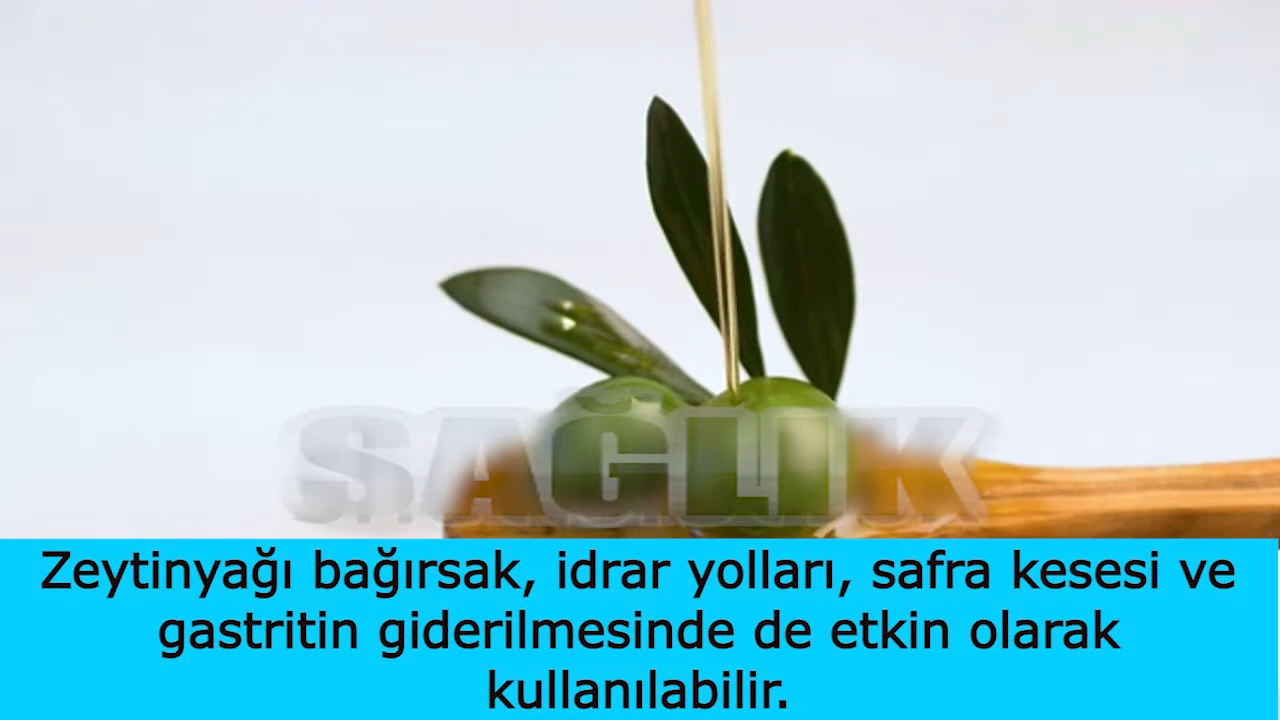 SAĞLIK
Zeytinyağı bağırsak, idrar yolları, safra kesesi ve
gastritin giderilmesinde de etkin olarak
kullanılabilir.